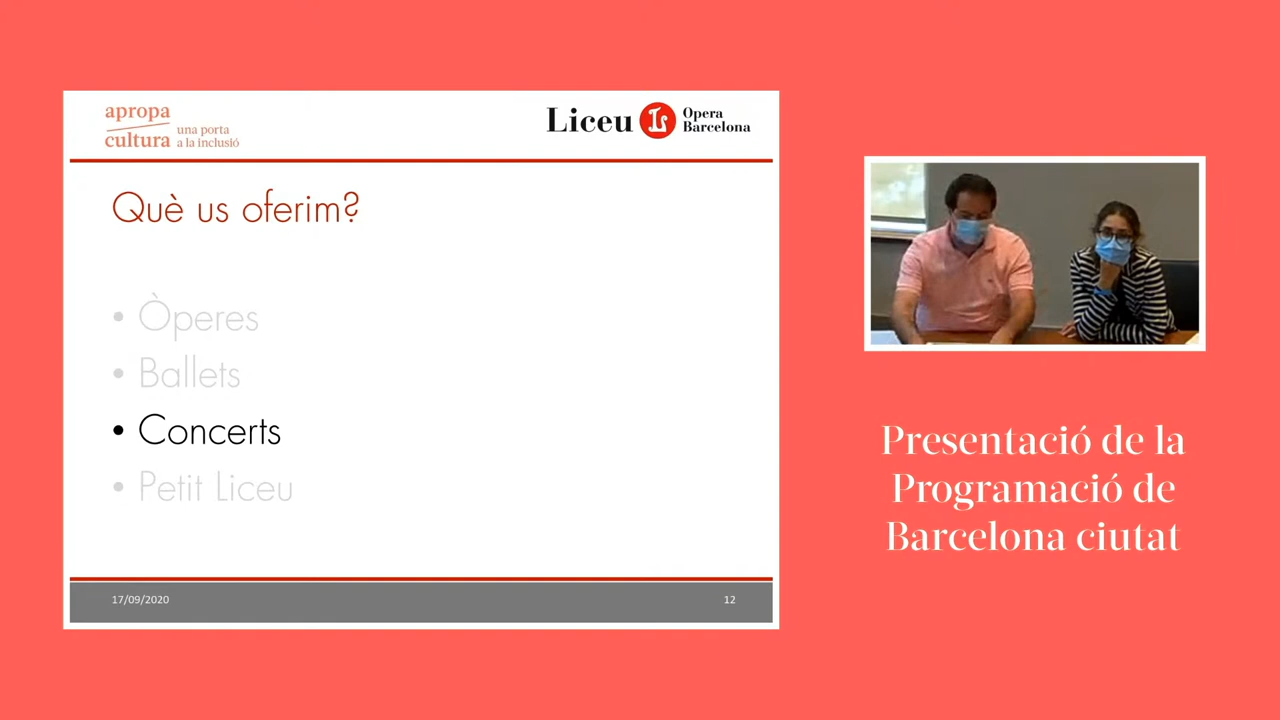 apropa
cultura
una porta
a la inclusió
Liceu
Opera
Barcelona
Què us oferim?
• Òperes
• Ballets
• Concerts
• Petit Liceu
17/09/2020
12
Presentació de la
Programació de
Barcelona ciutat